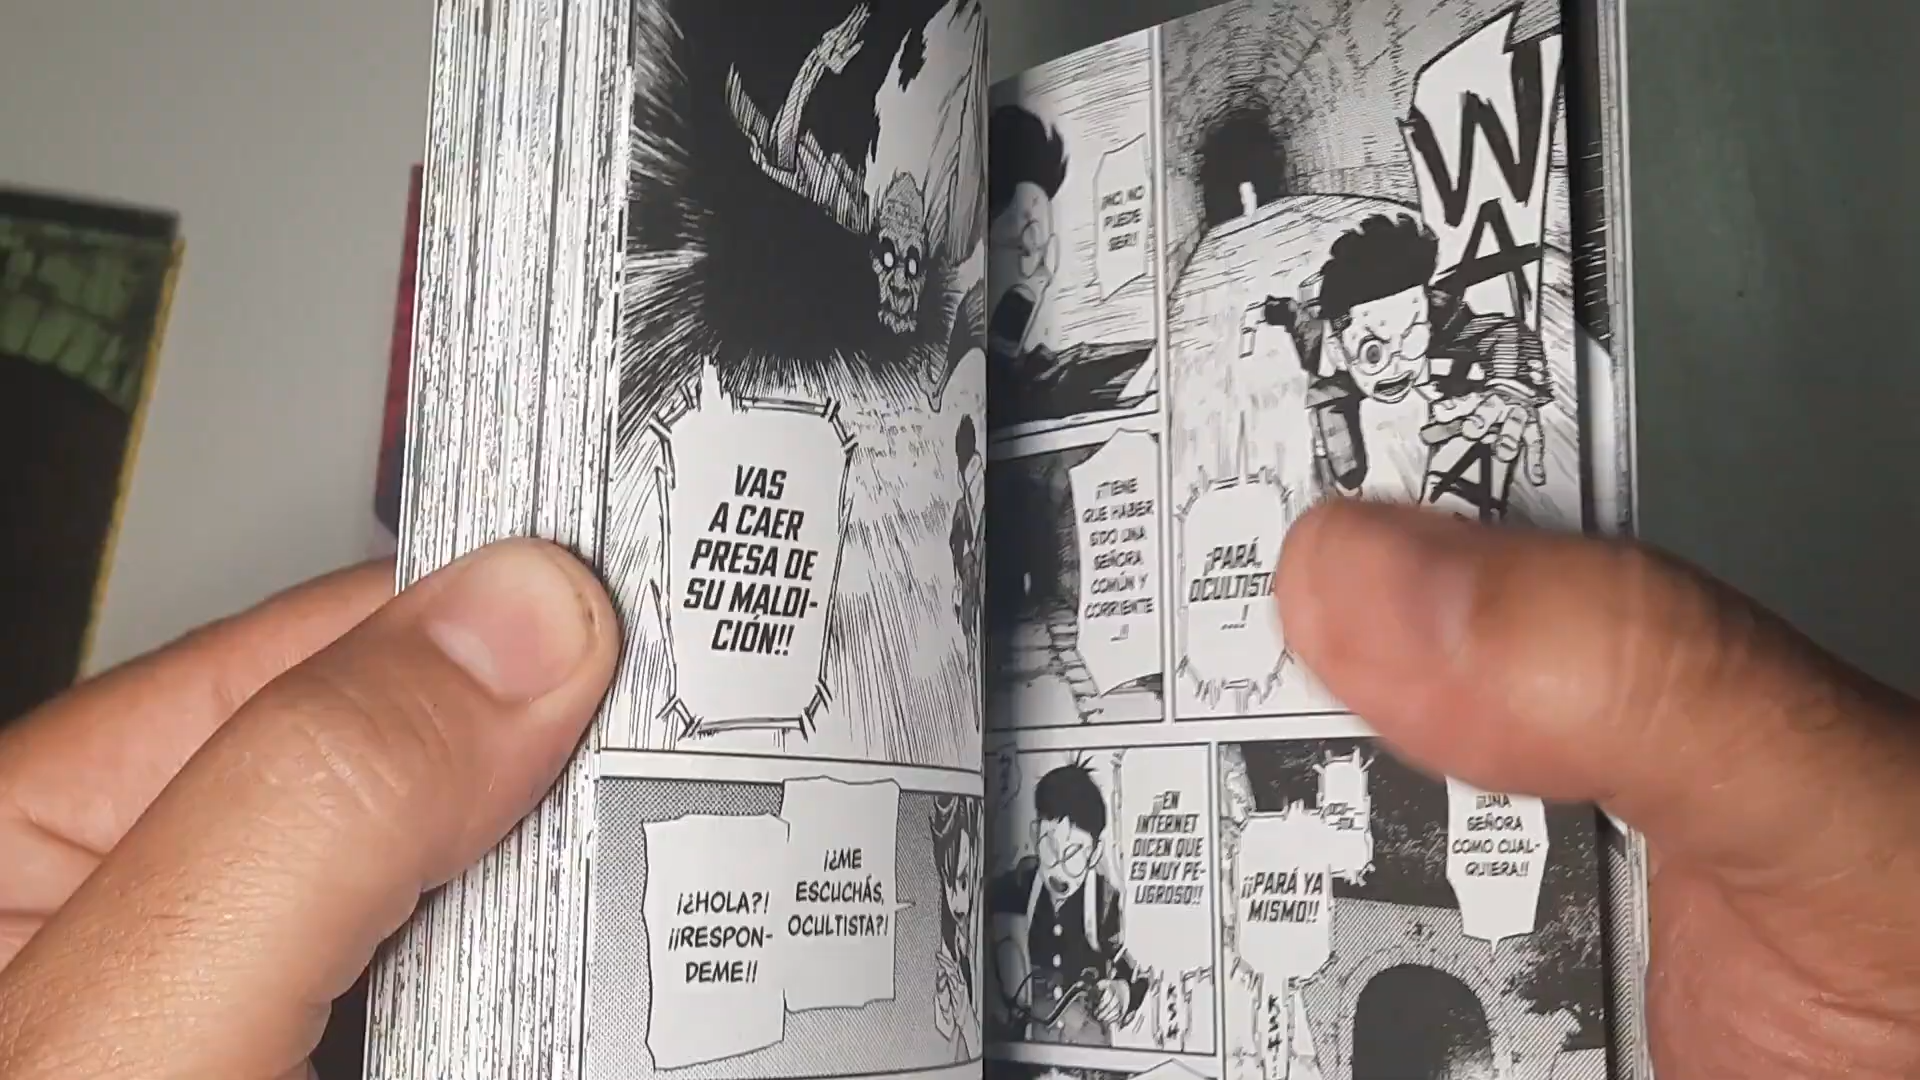 WA
A
¡PARÁ,
OCULTISTA
...!
¡NO, NO
PUEDE
SER!
¡¡TIENE
QUE HABER
SIDO UNA
SEÑORA
COMÚN Y
CORRIENTE
...!!
¡¡UNA
SEÑORA
COMO CUAL-
QUIERA!!
¡¡PARÁ YA
MISMO!!
¡¡EN
INTERNET
DICEN QUE
ES MUY PE-
LIGROSO!!
VAS
A CAER
PRESA DE
SU MALDI-
CIÓN!!
¡¿ME
ESCUCHÁS,
OCULTISTA?!
¡¿HOLA?!
¡¡RESPON-
DEME!!